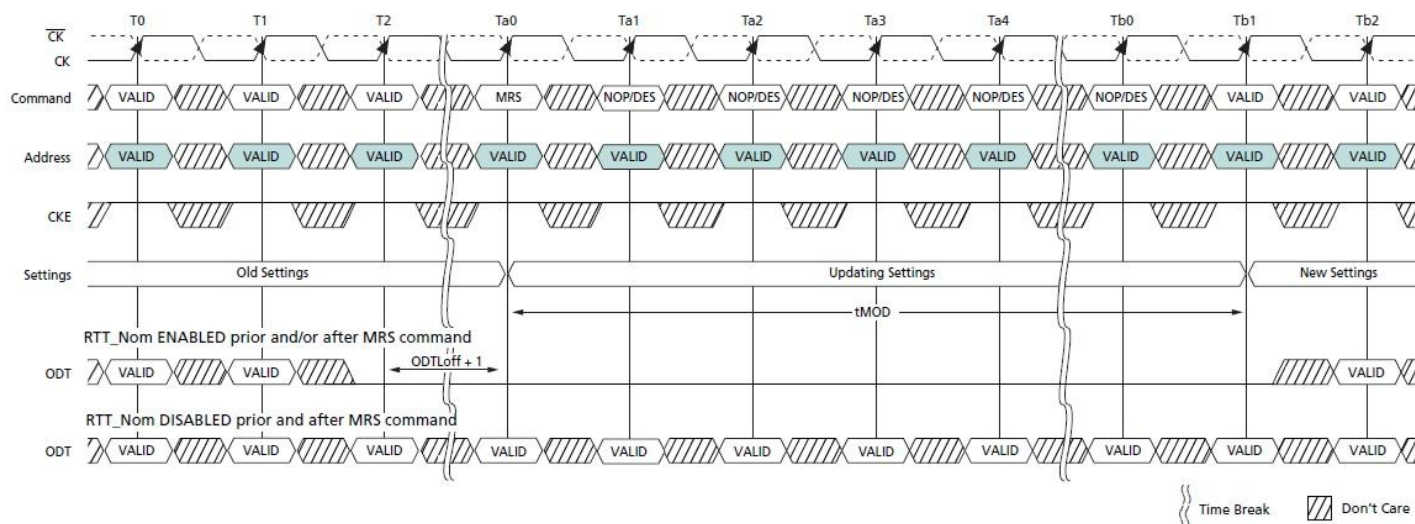 T0 T1 T2 Ta0 Ta1 Ta2 Ta3 Ta4 Tb0 Tb1 Tb2
CK
CK
Command VALID VALID VALID MRS NOP/DES NOP/DES NOP/DES NOP/DES NOP/DES VALID VALID
Address VALID VALID VALID VALID VALID VALID VALID VALID VALID VALID VALID
CKE
Settings Old Settings Updating Settings New Settings
tMOD
RTT_Nom ENABLED prior and/or after MRS command
ODTLoff + 1
ODT VALID VALID VALID
RTT_Nom DISABLED prior and after MRS command
ODT VALID VALID VALID VALID VALID VALID VALID VALID VALID VALID VALID
Time Break Don't Care